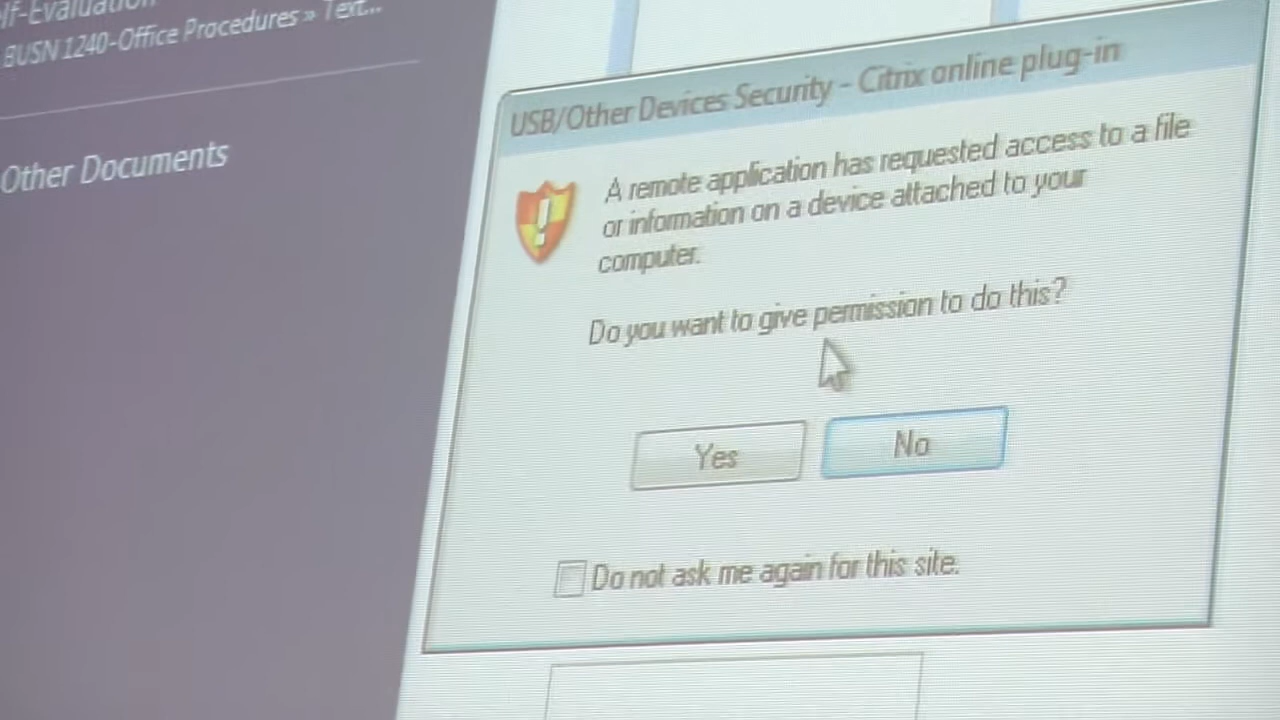 lf-Evaluation
BUSN 1240-Office Procedures » Text...
Other Documents
USB/Other Devices Security - Citrix online plug-in
A remote application has requested access to a file
or information on a device attached to your
computer.
Do you want to give permission to do this?
Yes
No
Do not ask me again for this site.